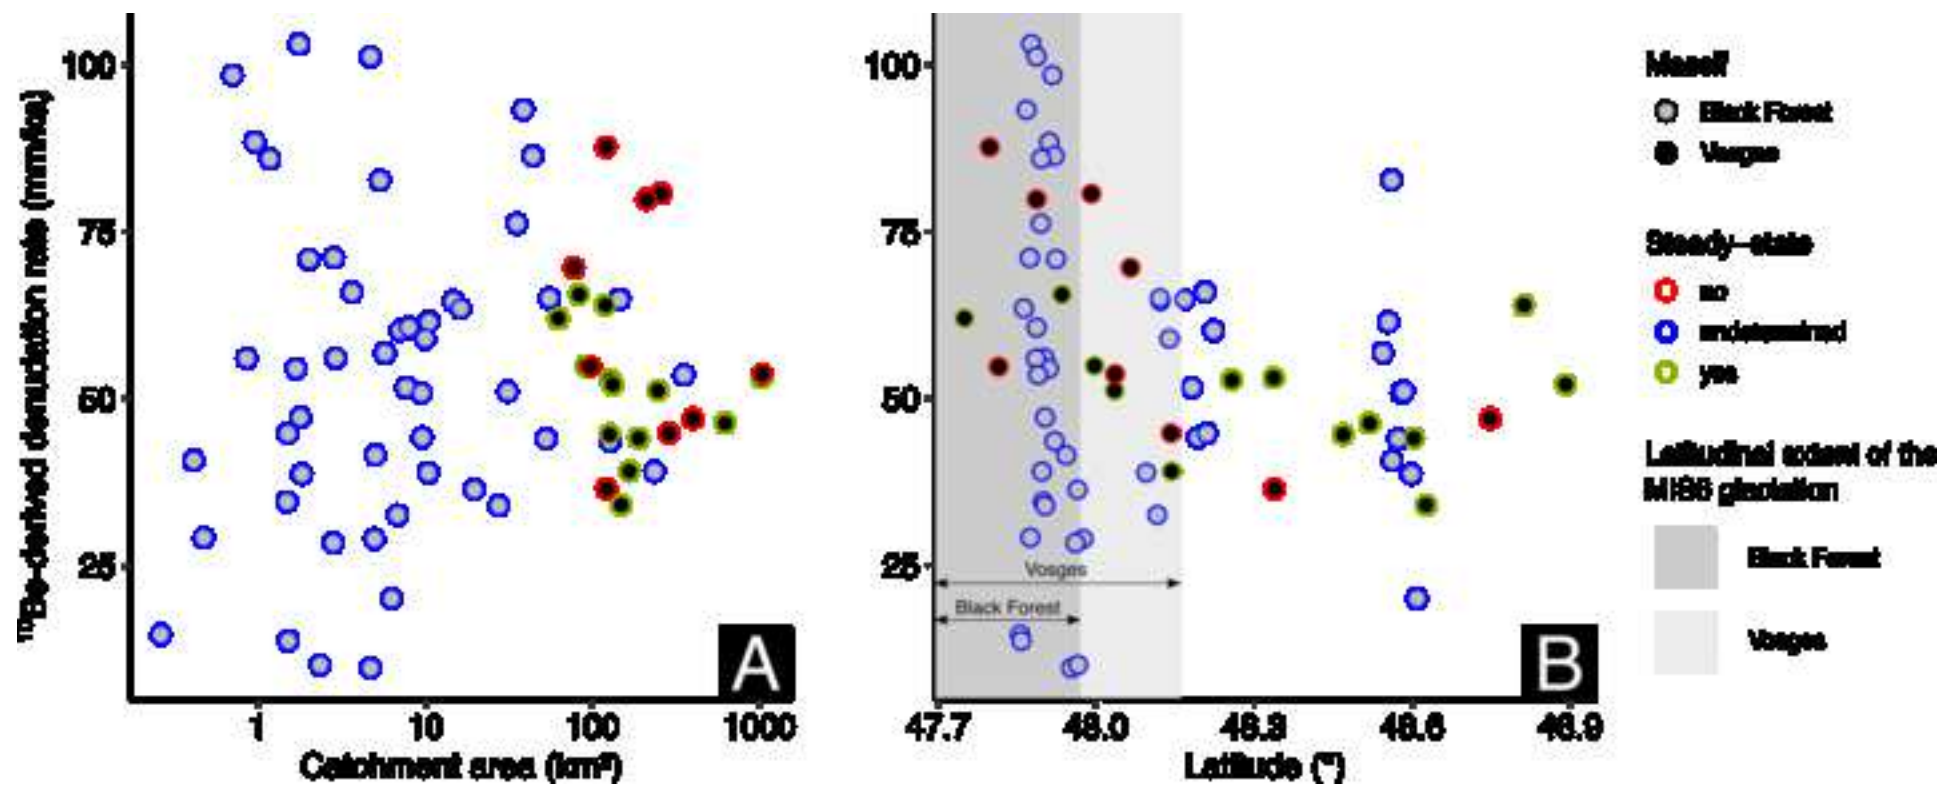 100
75
50
25
¹⁰Be-derived denudation rate (mm/ka)
1
10
100
1000
Catchment area (km²)
A
100
75
50
25
Vosges
Black Forest
47.7
48.0
48.3
48.6
48.9
Latitude (°)
B
Massif
Black Forest
Vosges
Steady-state
no
undetermined
yes
Latitudinal extent of the
MIS6 glaciation
Black Forest
Vosges